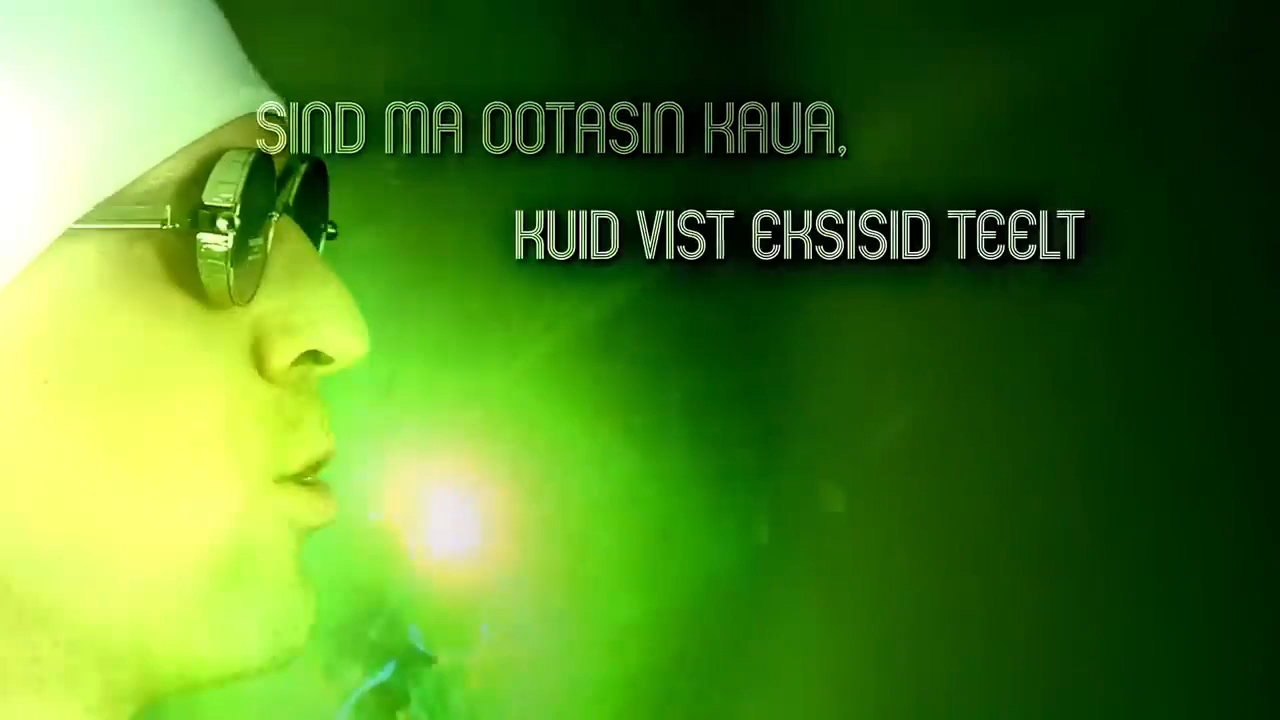 SIND MA OOTASIN KAUA,
KUID VIST EKSISID TEELT